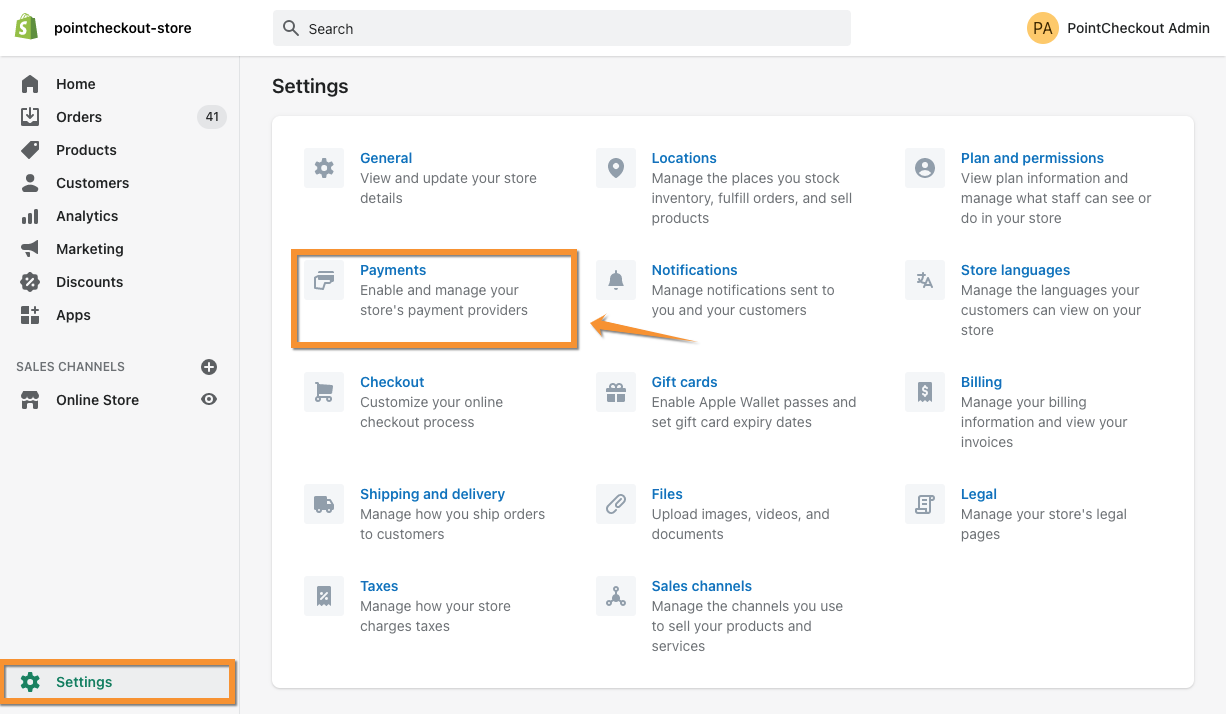 pointcheckout-store
Search
PA
PointCheckout Admin
Home
Orders
41
Products
Customers
Analytics
Marketing
Discounts
Apps
SALES CHANNELS
Online Store
Settings
Settings
General
View and update your store
details
Locations
Manage the places you stock
inventory, fulfill orders, and sell
products
Plan and permissions
View plan information and
manage what staff can see or
do in your store
Payments
Enable and manage your
store's payment providers
Notifications
Manage notifications sent to
you and your customers
Store languages
Manage the languages your
customers can view on your
store
Checkout
Customize your online
checkout process
Gift cards
Enable Apple Wallet passes and
set gift card expiry dates
Billing
Manage your billing
information and view your
invoices
Shipping and delivery
Manage how you ship orders
to customers
Files
Upload images, videos, and
documents
Legal
Manage your store's legal
pages
Taxes
Manage how your store
charges taxes
Sales channels
Manage the channels you use
to sell your products and
services